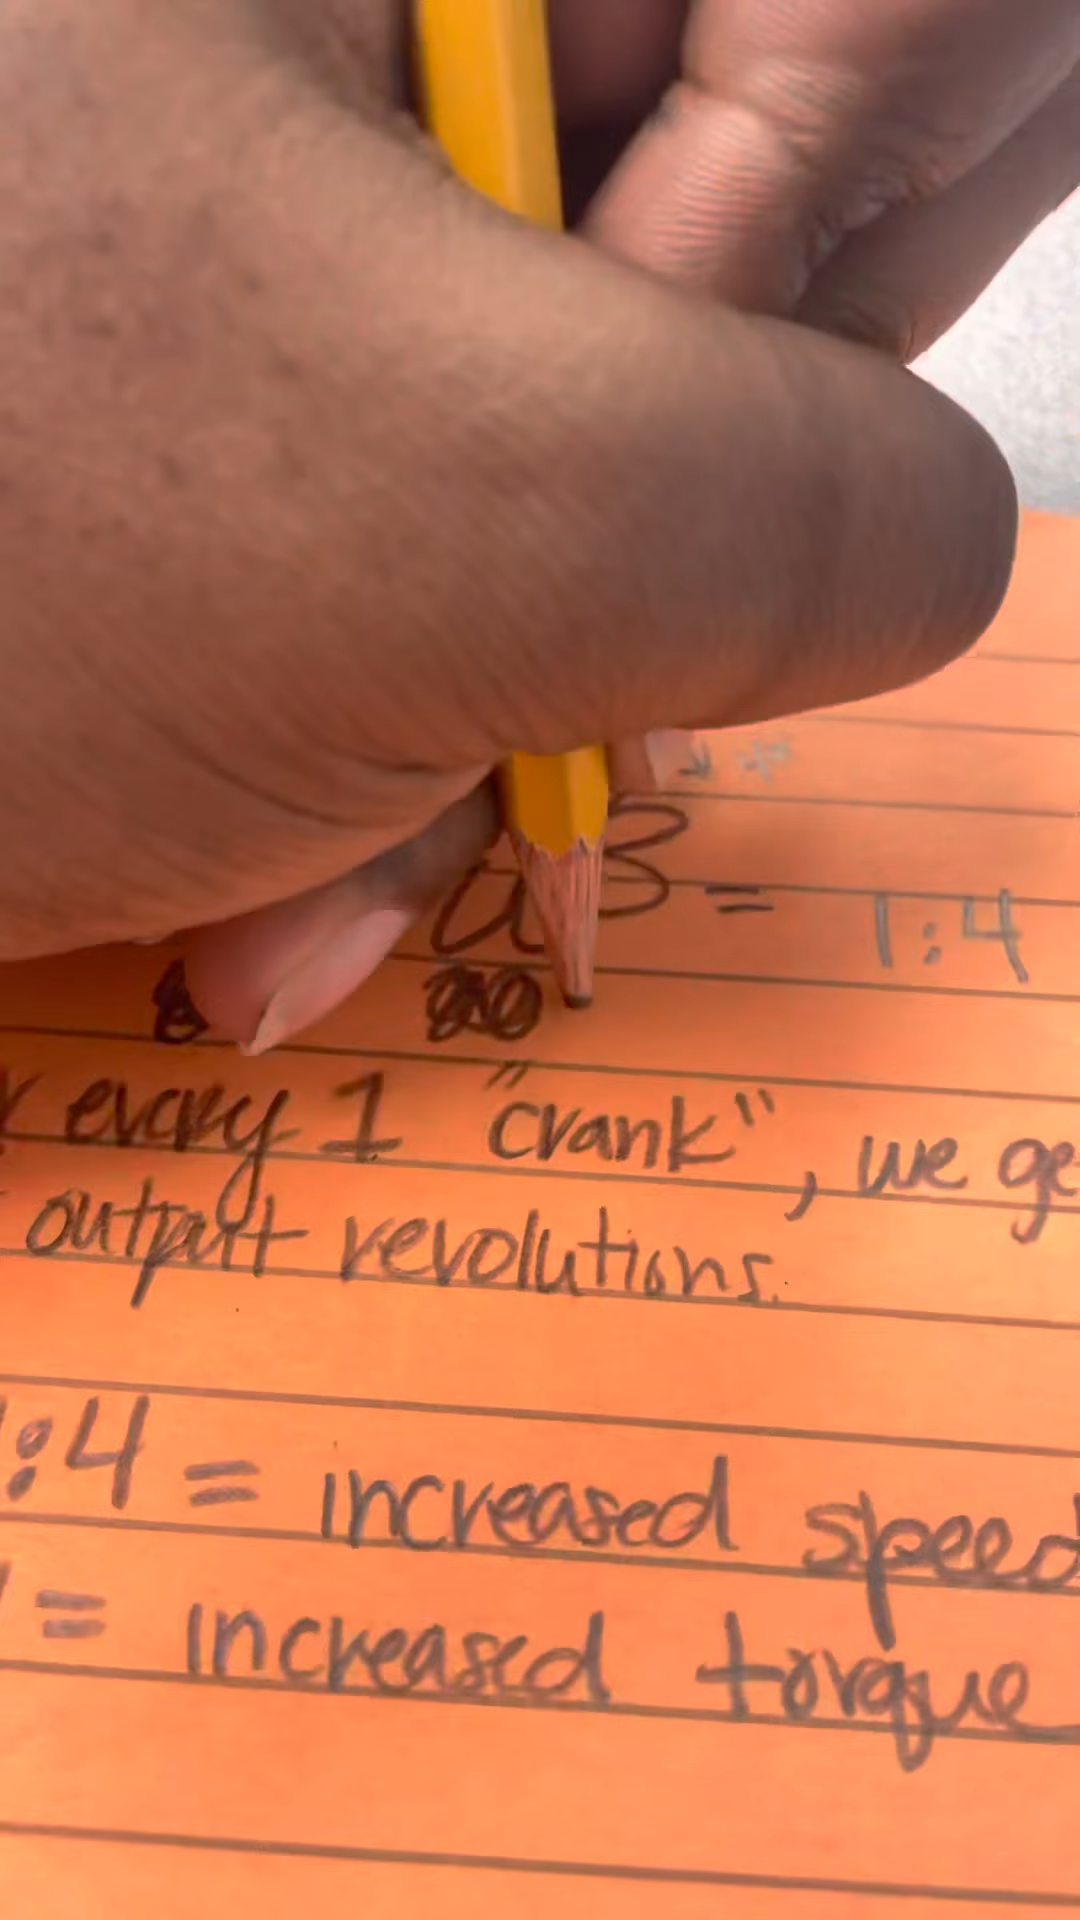 = 1:4
every 1 "crank", we ge
output revolutions.
:4 = increased speed
= increased torque